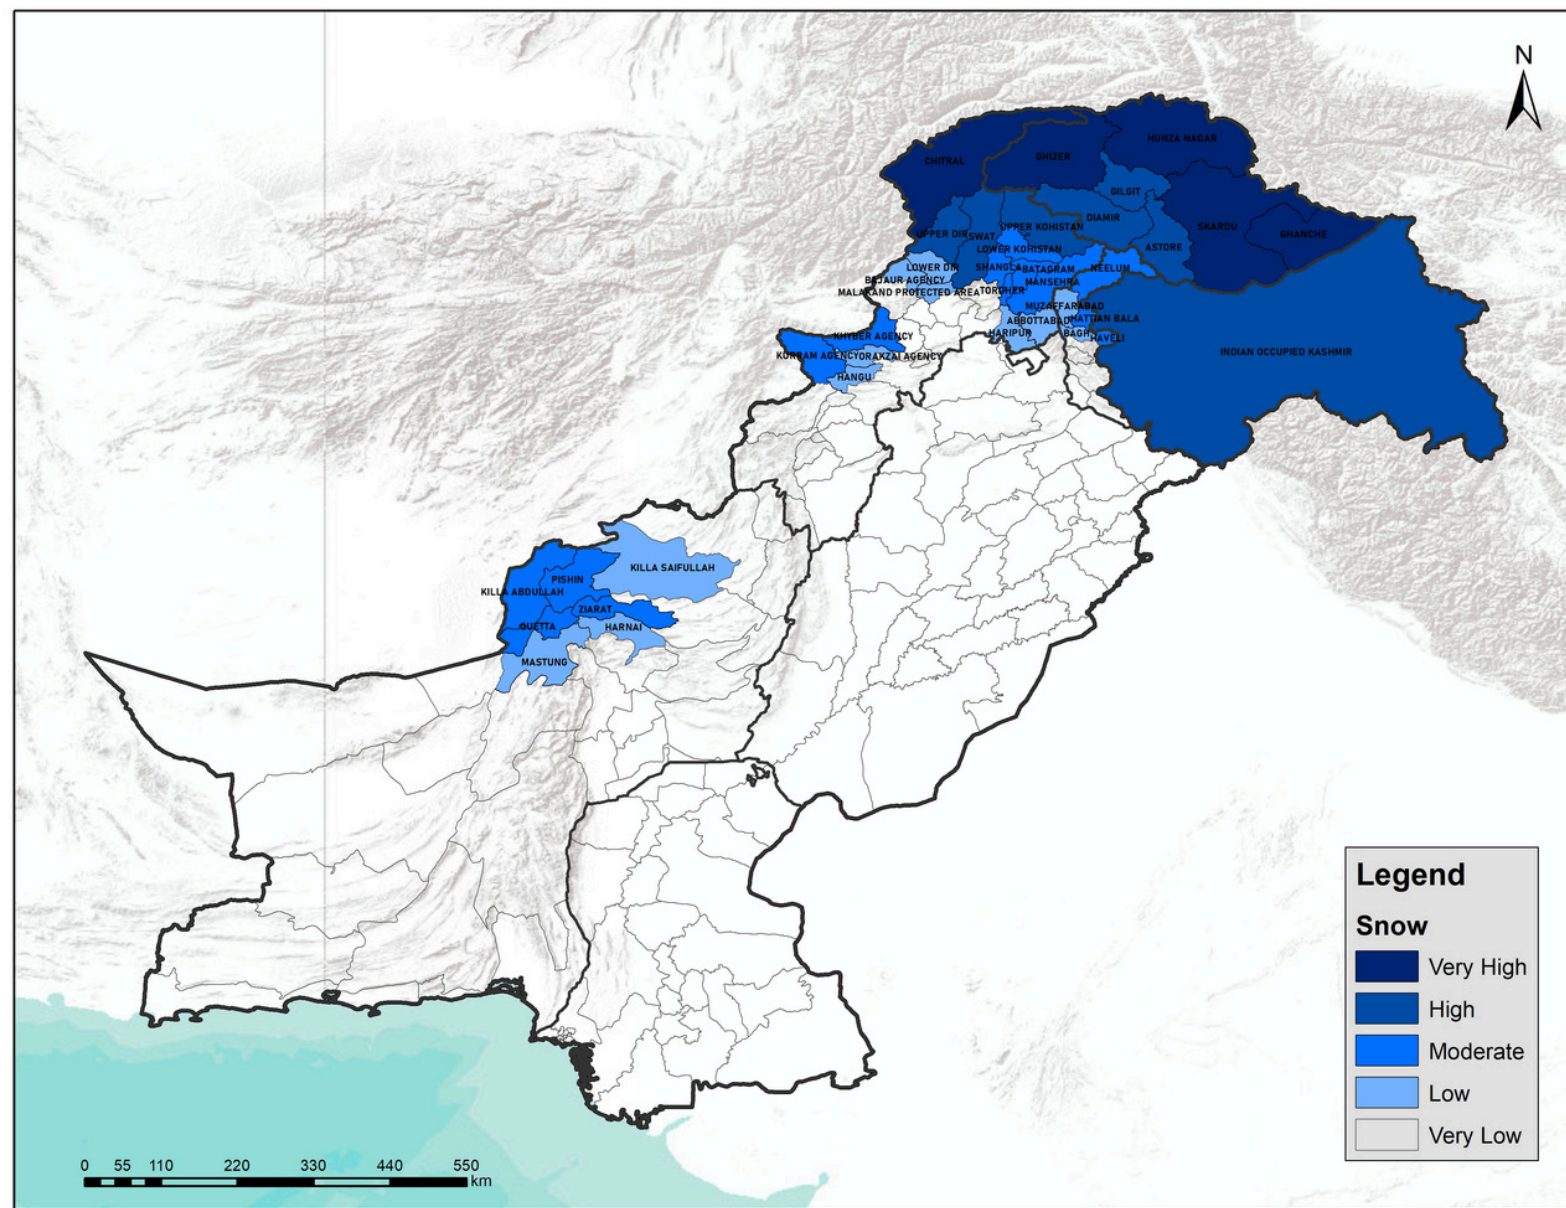 N
HUNZA NAGAR
CHITRAL
GHIZER
GILGIT
DIAMIR
SKARDU
UPPER KOHISTAN
UPPER DIR
SWAT
GHANCHE
ASTORE
LOWER KOHISTAN
LOWER DIR
SHANGLA
BATAGRAM
NEELUM
BAJAUR AGENCY
MANSEHRA
MALAKAND PROTECTED AREA
TORGHER
MUZAFFARABAD
ABBOTTABAD
HATTIAN BALA
HARIPUR
BAGH
HAVELI
KHYBER AGENCY
INDIAN OCCUPIED KASHMIR
KURRAM AGENCY
ORAKZAI AGENCY
HANGU
KILLA SAIFULLAH
PISHIN
KILLA ABDULLAH
ZIARAT
QUETTA
HARNAI
MASTUNG
Legend
Snow
Very High
High
Moderate
Low
Very Low
0 55 110 220 330 440 550
km